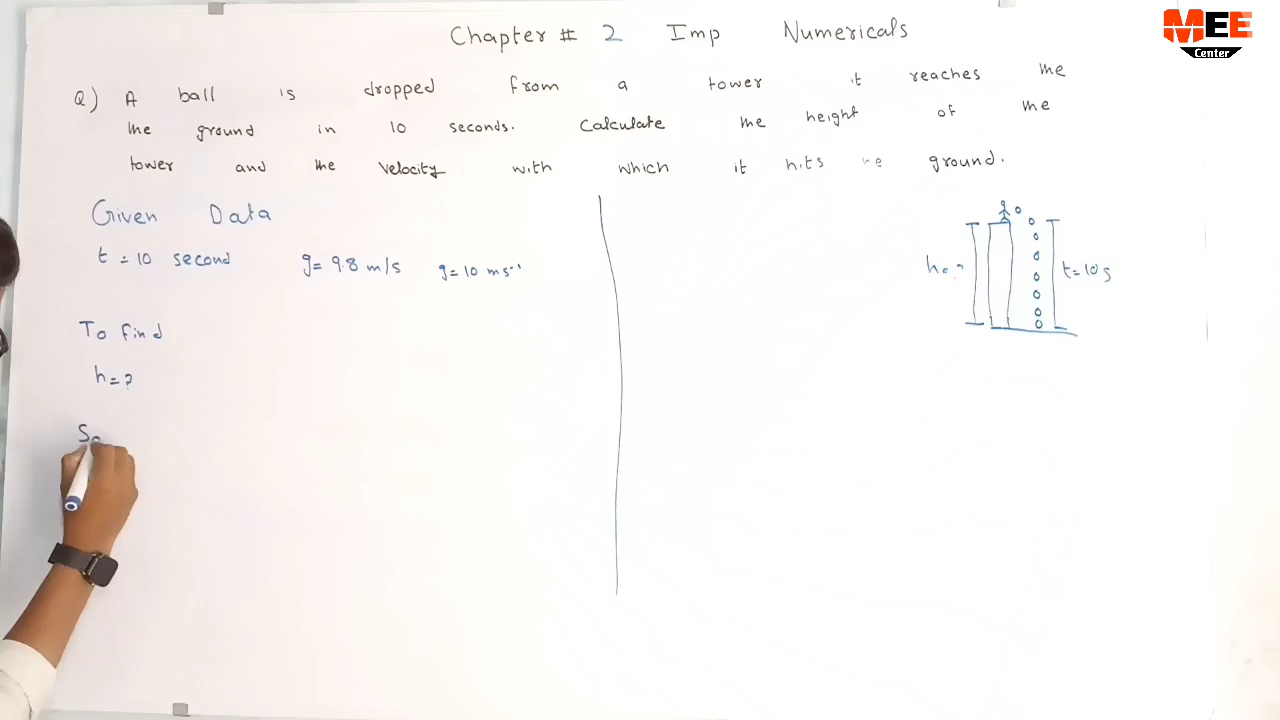 Chapter # 2 Imp Numericals
MEE
Center
Q) A ball is dropped from a tower it reaches the
the ground in 10 seconds. Calculate the height of the
tower and the velocity with which it hits ground.
Given Data
t = 10 second g = 9.8 m/s g = 10 ms⁻¹
h = ? t = 10s
To find
h = ?
So